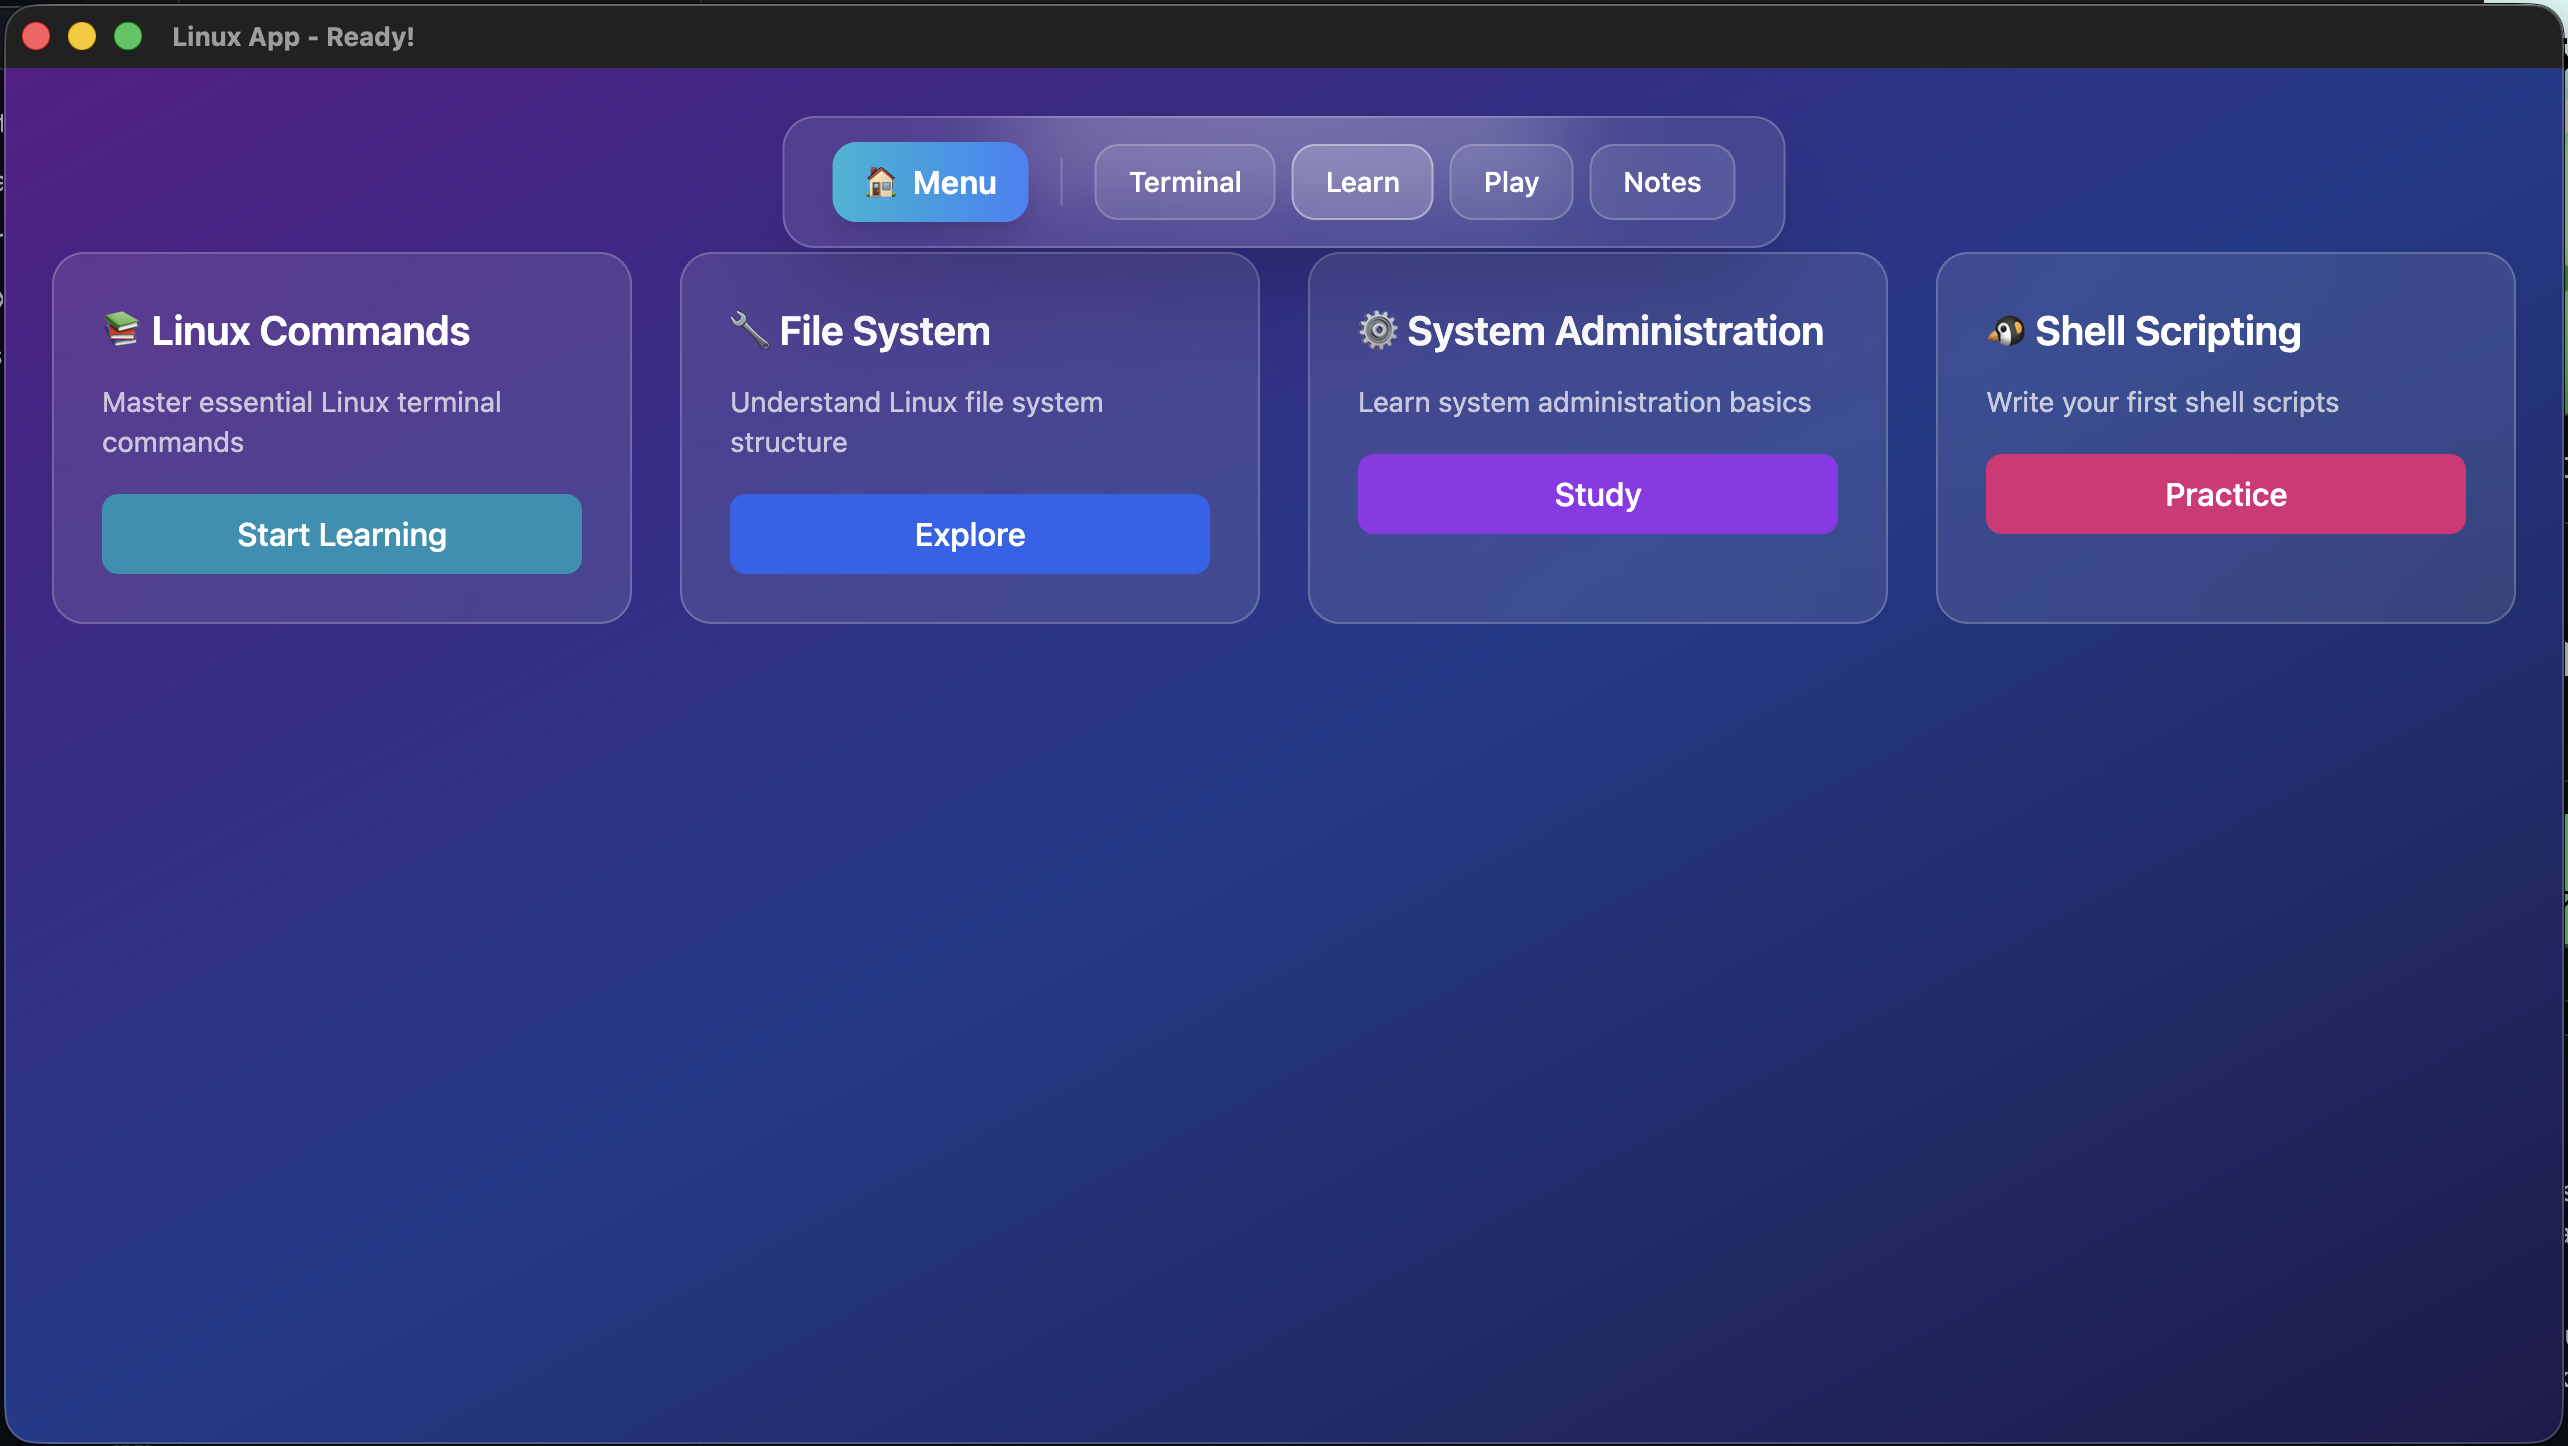 Linux App - Ready!
Menu
Terminal
Learn
Play
Notes
Linux Commands
Master essential Linux terminal
commands
Start Learning
File System
Understand Linux file system
structure
Explore
System Administration
Learn system administration basics
Study
Shell Scripting
Write your first shell scripts
Practice